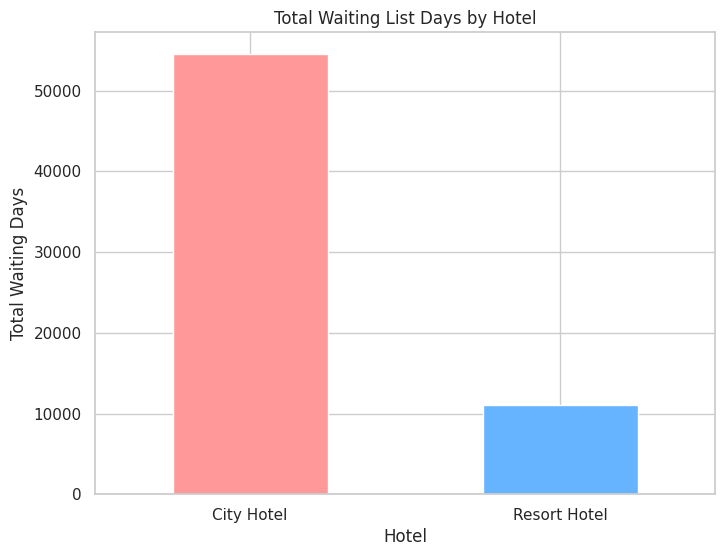 Total Waiting List Days by Hotel
Total Waiting Days
50000
40000
30000
20000
10000
0
City Hotel
Resort Hotel
Hotel